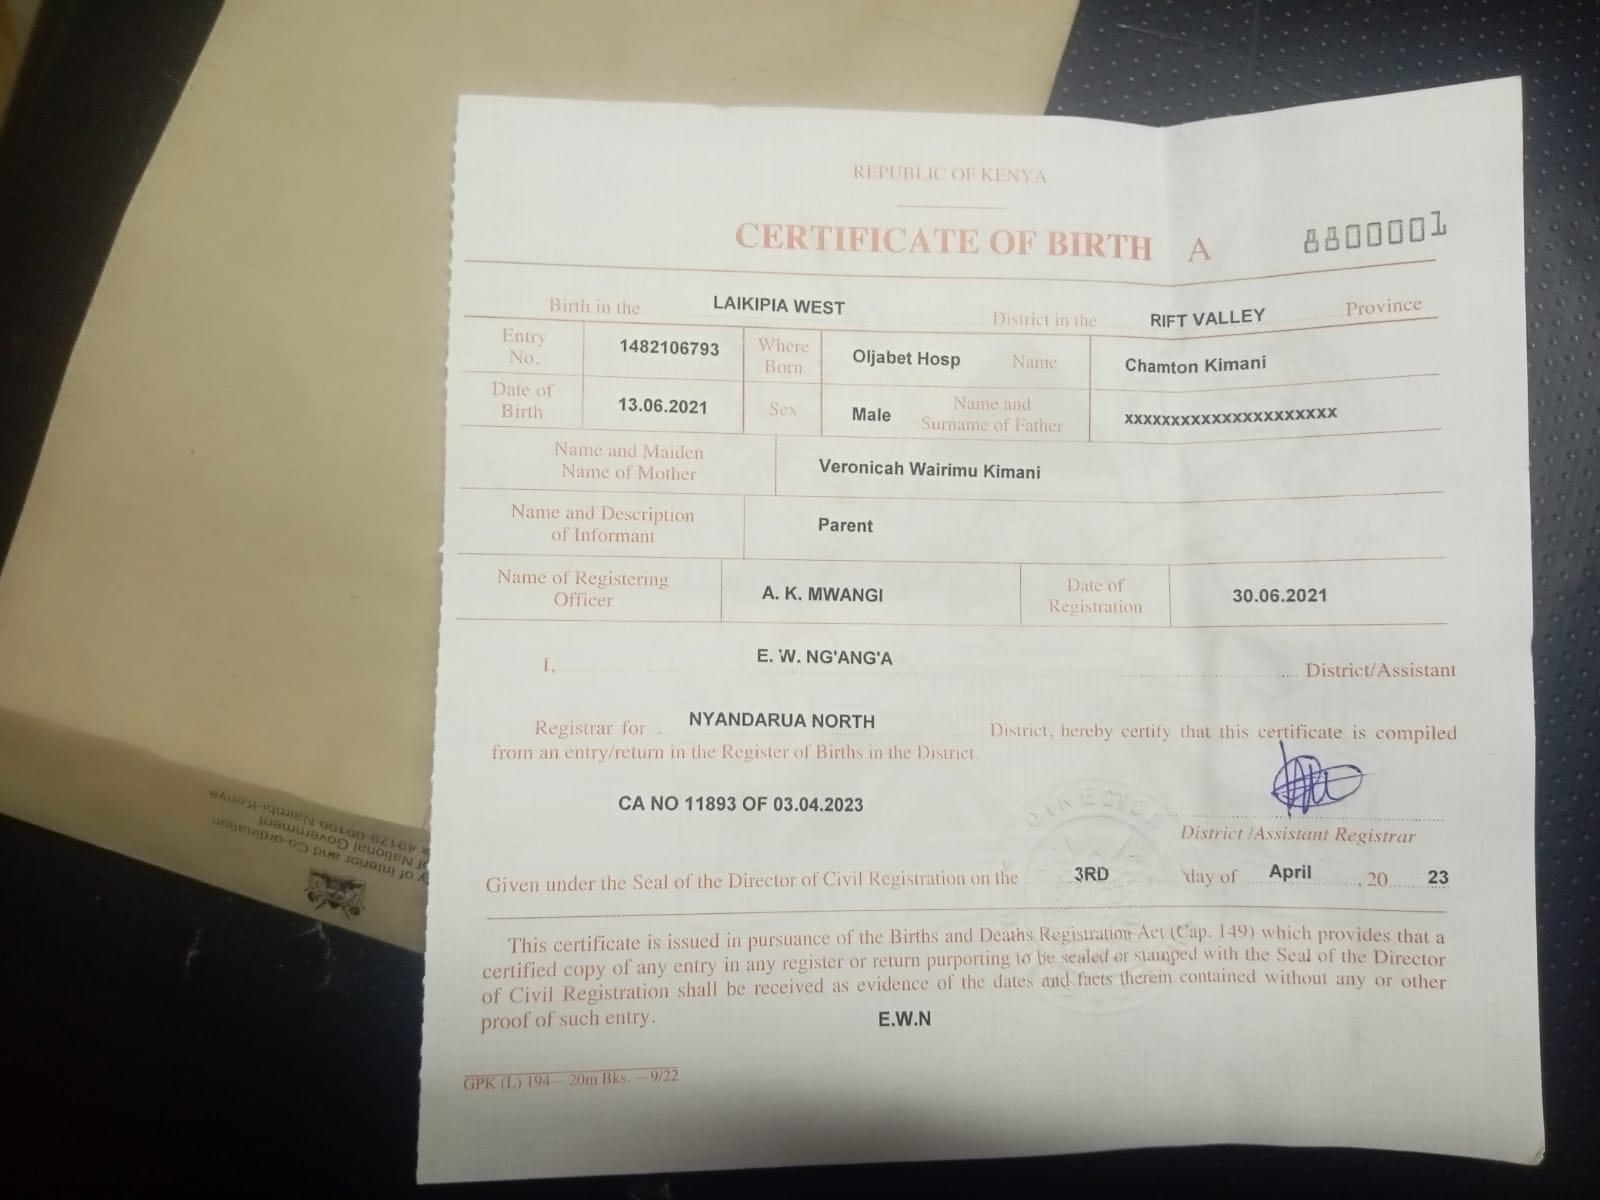 REPUBLIC OF KENYA
CERTIFICATE OF BIRTH A 8800001
Birth in the LAIKIPIA WEST District in the RIFT VALLEY Province
Entry No. 1482106793 Where Born Oljabet Hosp Name Chamton Kimani
Date of Birth 13.06.2021 Sex Male Name and Surname of Father xxxxxxxxxxxxxxxxxxxxx
Name and Maiden Name of Mother Veronicah Wairimu Kimani
Name and Description of Informant Parent
Name of Registering Officer A. K. MWANGI Date of Registration 30.06.2021
I, E. W. NG'ANG'A District/Assistant
Registrar for NYANDARUA NORTH District, hereby certify that this certificate is compiled
from an entry/return in the Register of Births in the District.
CA NO 11893 OF 03.04.2023
DIRECTOR
District/Assistant Registrar
Given under the Seal of the Director of Civil Registration on the 3RD day of April, 20 23
This certificate is issued in pursuance of the Births and Deaths Registration Act (Cap. 149) which provides that a
certified copy of any entry in any register or return purporting to be sealed or stamped with the Seal of the Director
of Civil Registration shall be received as evidence of the dates and facts therein contained without any or other
proof of such entry.
E.W.N
GPK (L) 194— 20m Bks. —9/22
of Interior and Co-ordination
of National Government
49179-00100 Nairobi-Kenya